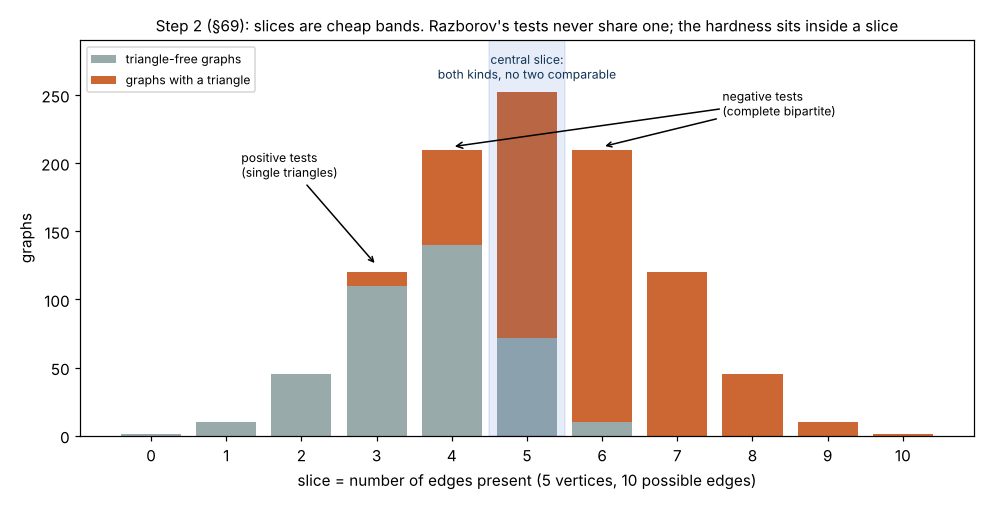 Step 2 (§69): slices are cheap bands. Razborov's tests never share one; the hardness sits inside a slice
triangle-free graphs
graphs with a triangle
central slice:
both kinds, no two comparable
negative tests
(complete bipartite)
positive tests
(single triangles)
graphs
250
200
150
100
50
0
0 1 2 3 4 5 6 7 8 9 10
slice = number of edges present (5 vertices, 10 possible edges)